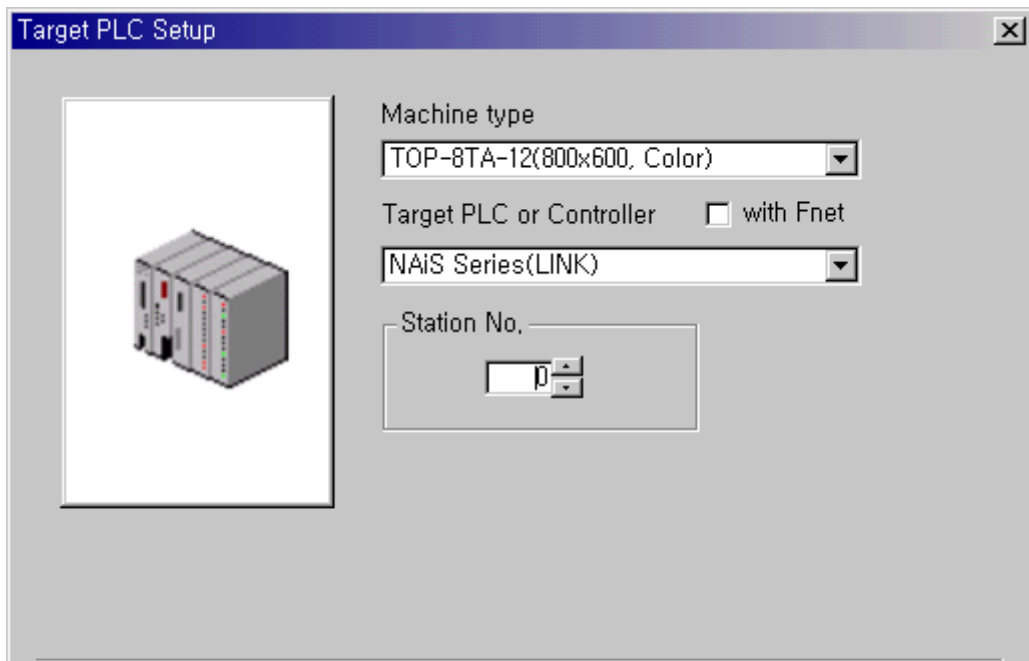 Target PLC Setup
Machine type
TOP-8TA-12(800x600, Color)
Target PLC or Controller
with Fnet
NAiS Series(LINK)
Station No.
0